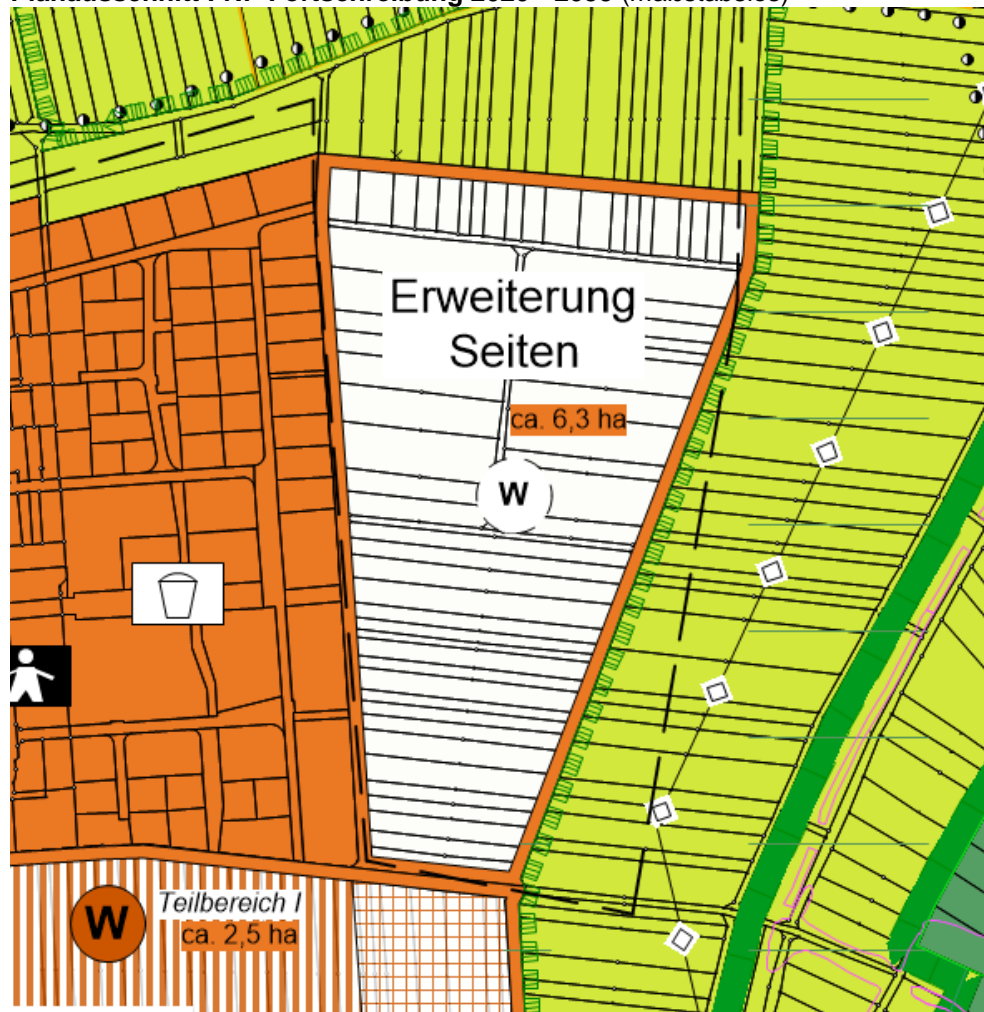 Erweiterung
Seiten
ca. 6,3 ha
W
W
Teilbereich I
ca. 2,5 ha